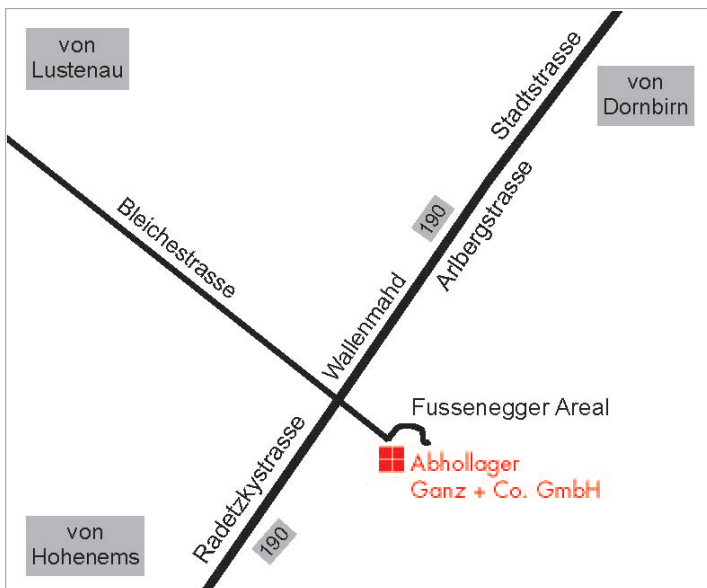 von
Lustenau
von
Dornbirn
Stadtstrasse
Arlbergstrasse
190
Bleichestrasse
Wallenmahd
Fussenegger Areal
Abhollager
Ganz + Co. GmbH
Radetzkystrasse
190
von
Hohenems